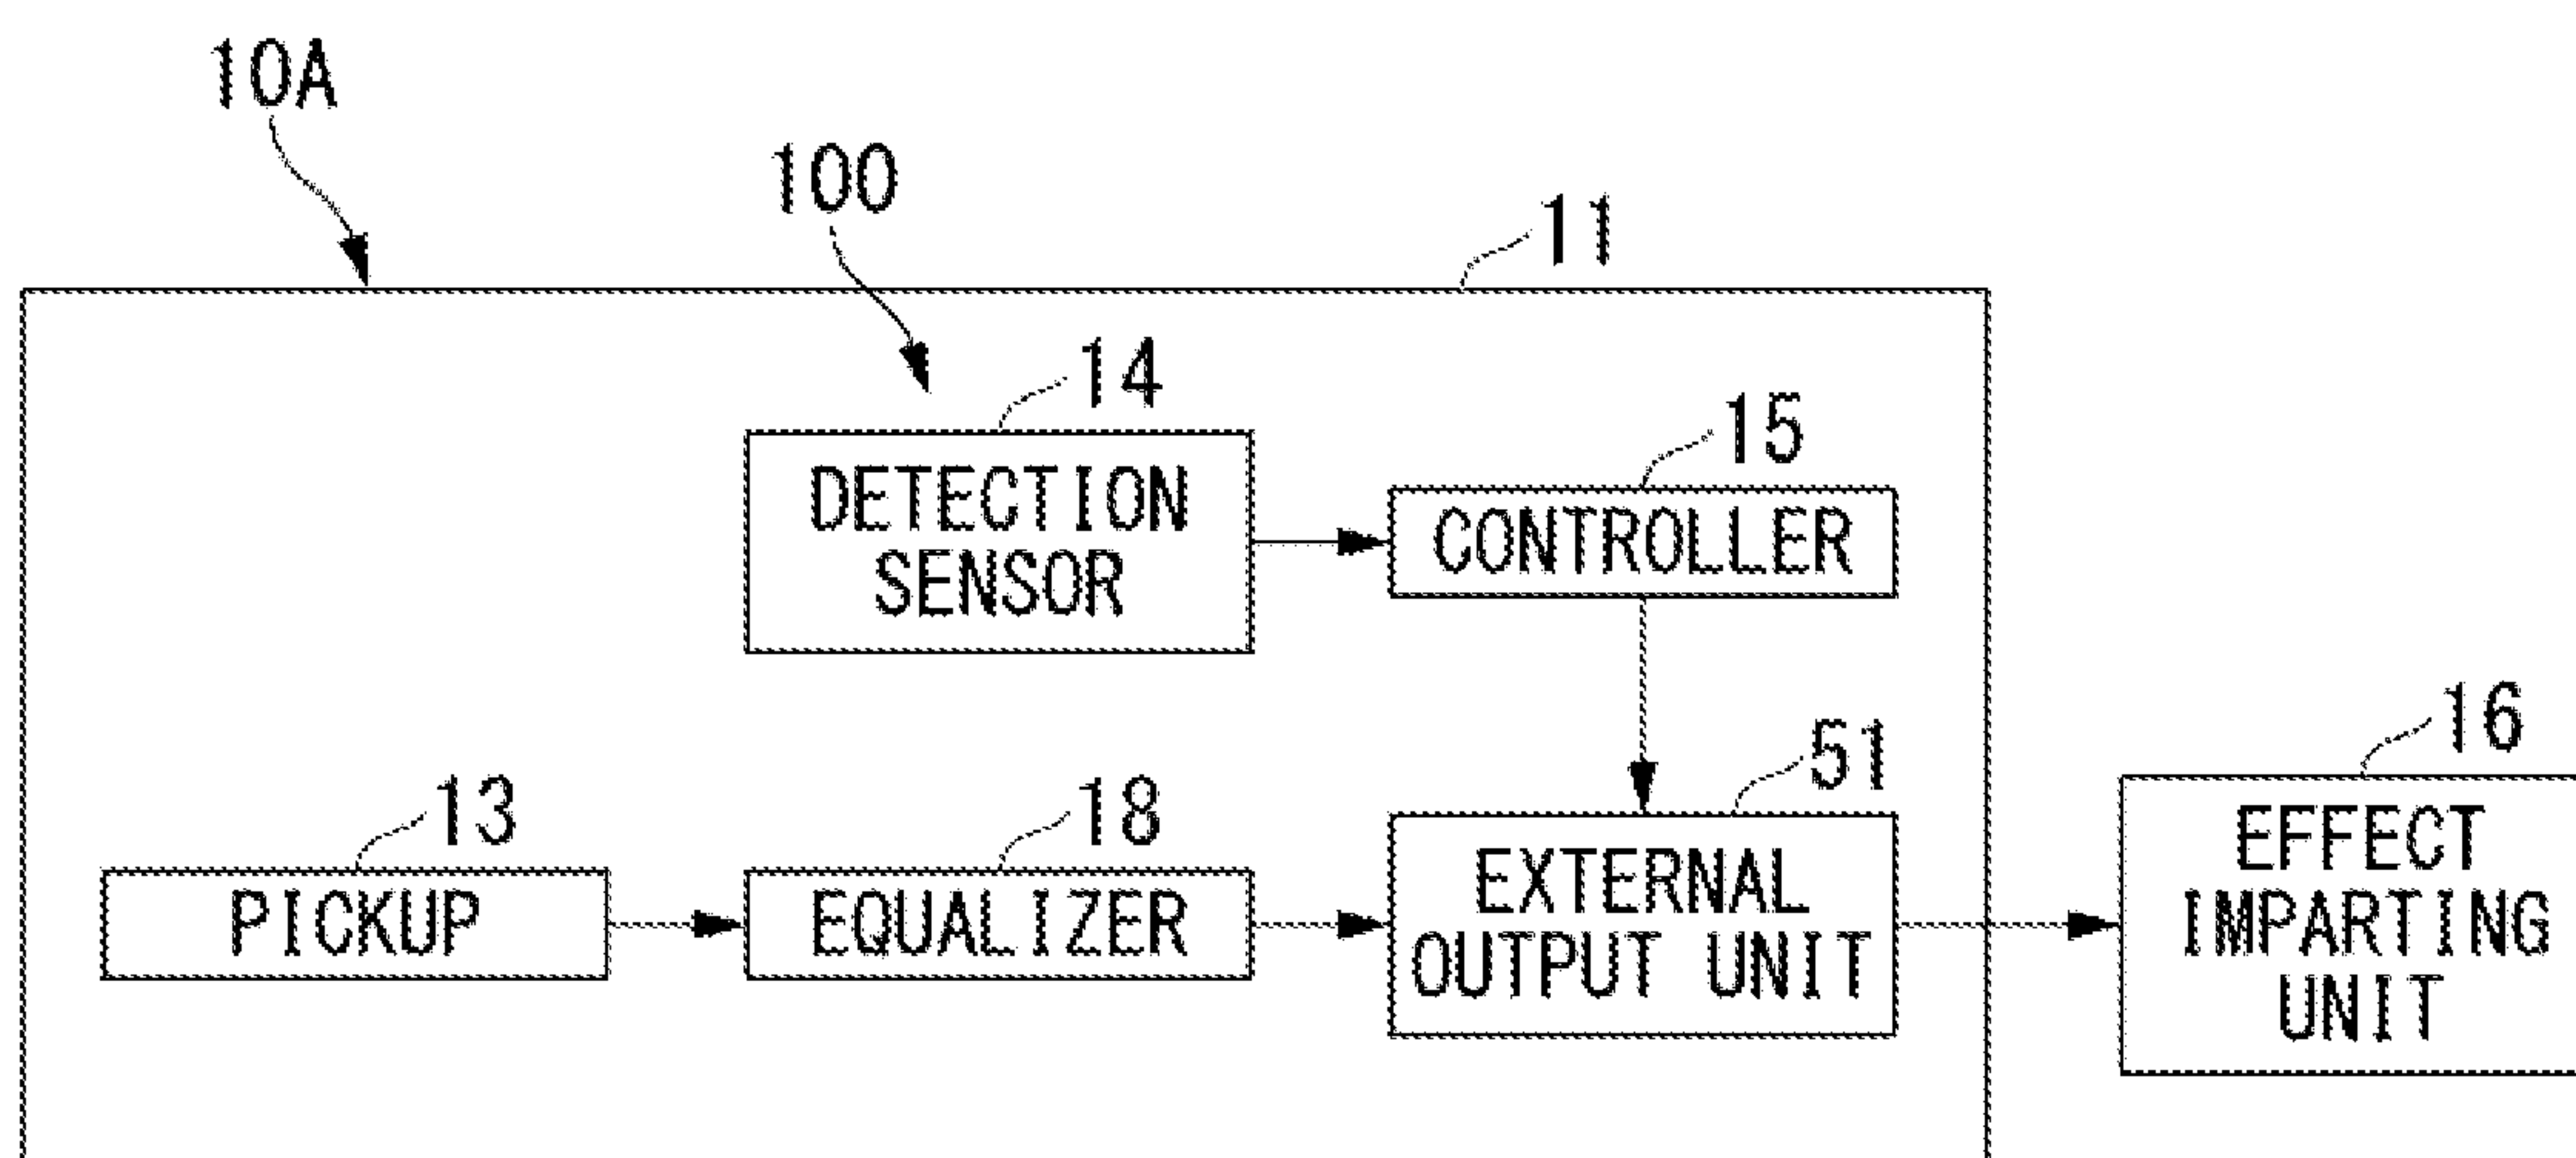 10A
100
11
14
DETECTION
SENSOR
15
CONTROLLER
13
PICKUP
18
EQUALIZER
51
EXTERNAL
OUTPUT UNIT
16
EFFECT
IMPARTING
UNIT